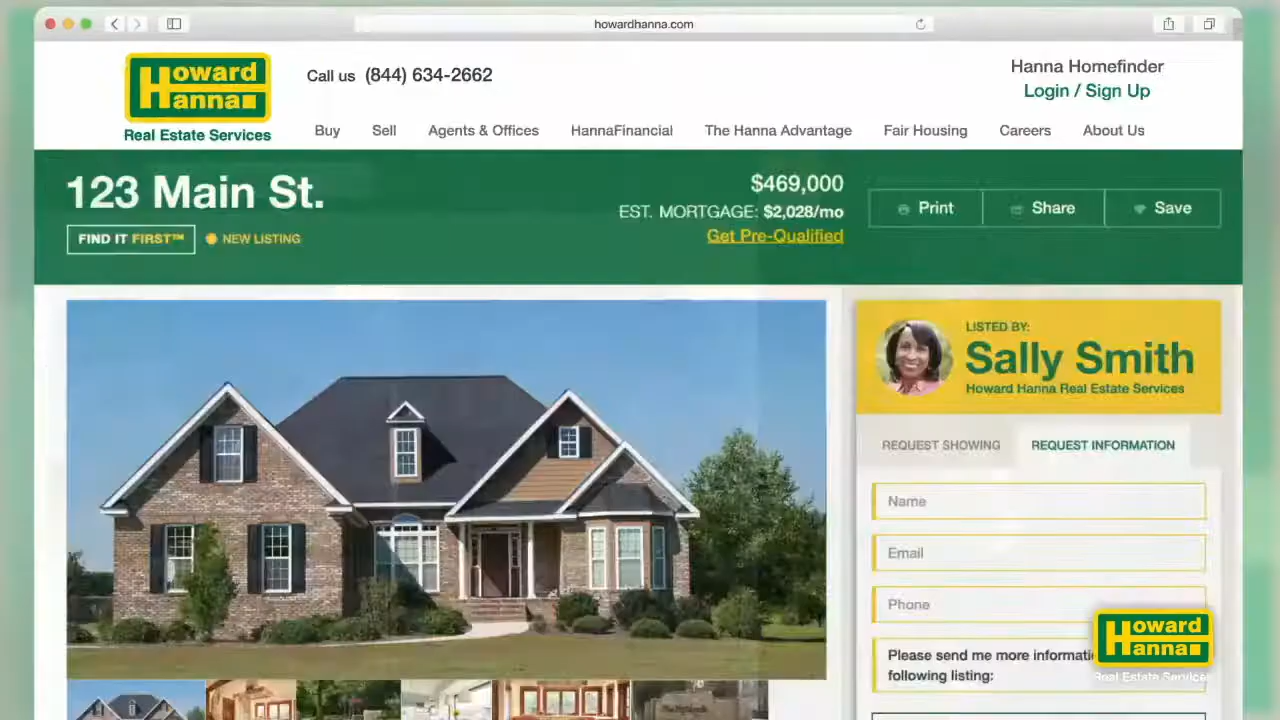 howardhanna.com
Howard
Hanna
Real Estate Services
Call us (844) 634-2662
Hanna Homefinder
Login / Sign Up
Buy Sell Agents & Offices HannaFinancial The Hanna Advantage Fair Housing Careers About Us
123 Main St.
FIND IT FIRST™ NEW LISTING
$469,000
EST. MORTGAGE: $2,028/mo
Get Pre-Qualified
Print Share Save
LISTED BY:
Sally Smith
Howard Hanna Real Estate Services
REQUEST SHOWING REQUEST INFORMATION
Name
Email
Phone
Please send me more informati
following listing:
Howard
Hanna
Real Estate Services